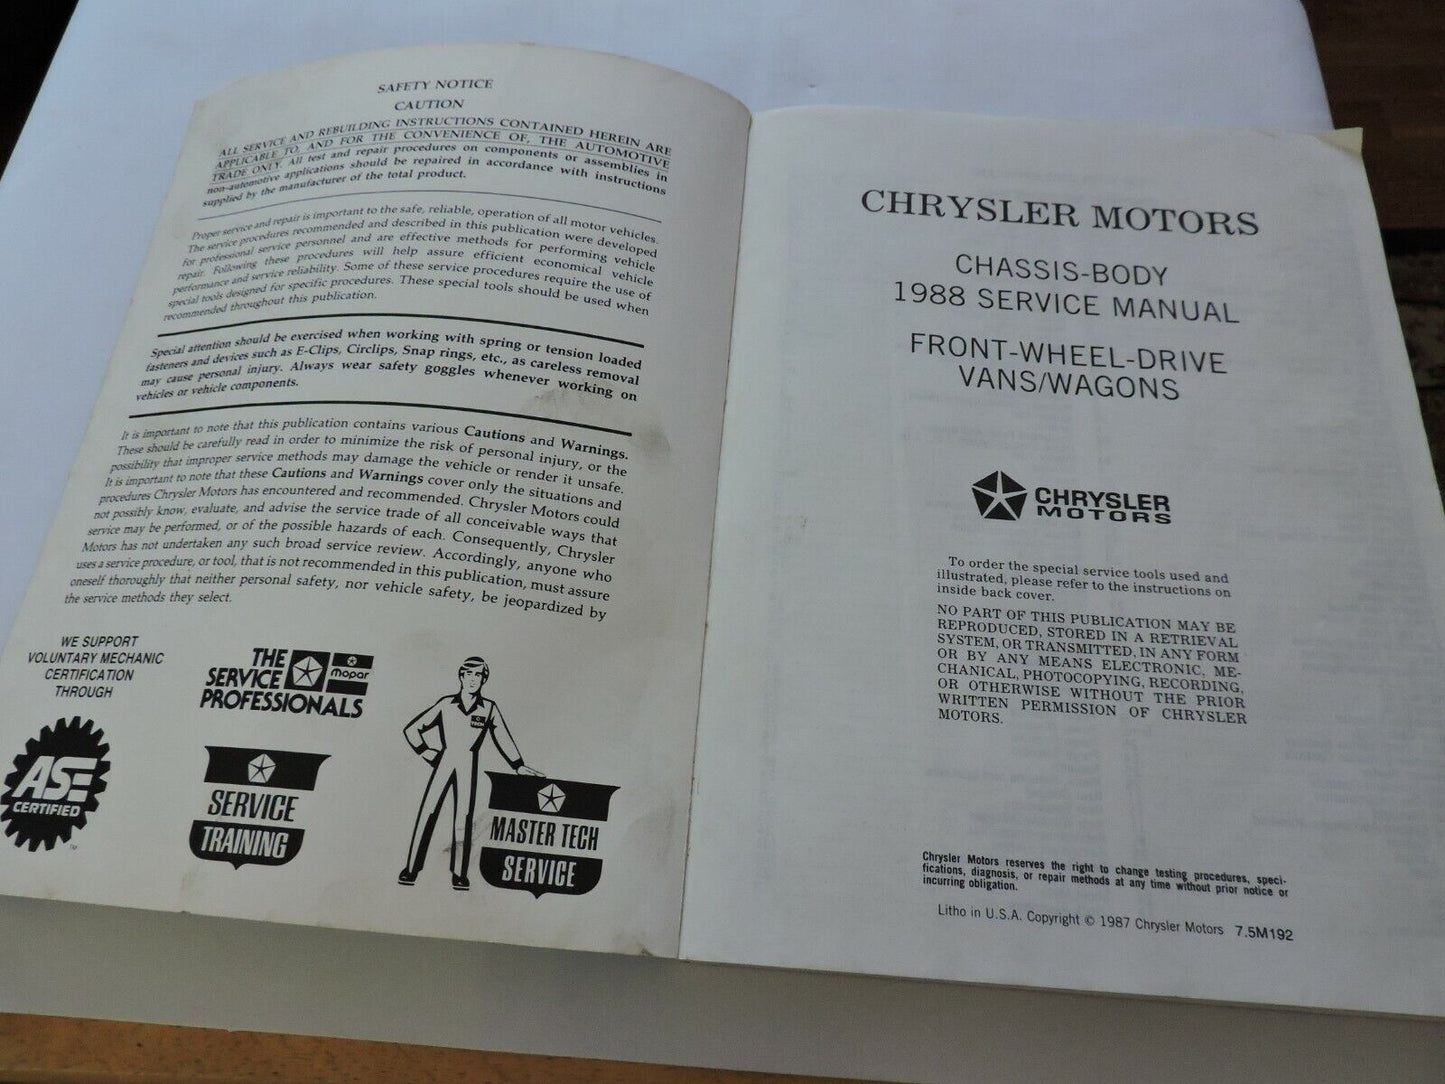 SAFETY NOTICE
CAUTION
ALL SERVICE AND REBUILDING INSTRUCTIONS CONTAINED HEREIN ARE
APPLICABLE TO, AND FOR THE CONVENIENCE OF, THE AUTOMOTIVE
TRADE ONLY. All test and repair procedures on components or assemblies in
non-automotive applications should be repaired in accordance with instructions
supplied by the manufacturer of the total product.
Proper service and repair is important to the safe, reliable, operation of all motor vehicles.
The service procedures recommended and described in this publication were developed
for professional service personnel and are effective methods for performing vehicle
repair. Following these procedures will help assure efficient economical vehicle
performance and service reliability. Some of these service procedures require the use of
special tools designed for specific procedures. These special tools should be used when
recommended throughout this publication.
Special attention should be exercised when working with spring or tension loaded
fasteners and devices such as E-Clips, Circlips, Snap rings, etc., as careless removal
may cause personal injury. Always wear safety goggles whenever working on
vehicles or vehicle components.
It is important to note that this publication contains various Cautions and Warnings.
These should be carefully read in order to minimize the risk of personal injury, or the
possibility that improper service methods may damage the vehicle or render it unsafe.
It is important to note that these Cautions and Warnings cover only the situations and
procedures Chrysler Motors has encountered and recommended. Chrysler Motors could
not possibly know, evaluate, and advise the service trade of all conceivable ways that
service may be performed, or of the possible hazards of each. Consequently, Chrysler
Motors has not undertaken any such broad service review. Accordingly, anyone who
uses a service procedure, or tool, that is not recommended in this publication, must assure
oneself thoroughly that neither personal safety, nor vehicle safety, be jeopardized by
the service methods they select.
WE SUPPORT
VOLUNTARY MECHANIC
CERTIFICATION
THROUGH
ASE
CERTIFIED
TM
THE
SERVICE
PROFESSIONALS
Mopar
SERVICE
TRAINING
TECH
MASTER TECH
SERVICE
CHRYSLER MOTORS
CHASSIS-BODY
1988 SERVICE MANUAL
FRONT-WHEEL-DRIVE
VANS/WAGONS
CHRYSLER
MOTORS
To order the special service tools used and
illustrated, please refer to the instructions on
inside back cover.
NO PART OF THIS PUBLICATION MAY BE
REPRODUCED, STORED IN A RETRIEVAL
SYSTEM, OR TRANSMITTED, IN ANY FORM
OR BY ANY MEANS ELECTRONIC, ME-
CHANICAL, PHOTOCOPYING, RECORDING,
OR OTHERWISE WITHOUT THE PRIOR
WRITTEN PERMISSION OF CHRYSLER
MOTORS.
Chrysler Motors reserves the right to change testing procedures, speci-
fications, diagnosis, or repair methods at any time without prior notice or
incurring obligation.
Litho in U.S.A. Copyright © 1987 Chrysler Motors 7.5M192